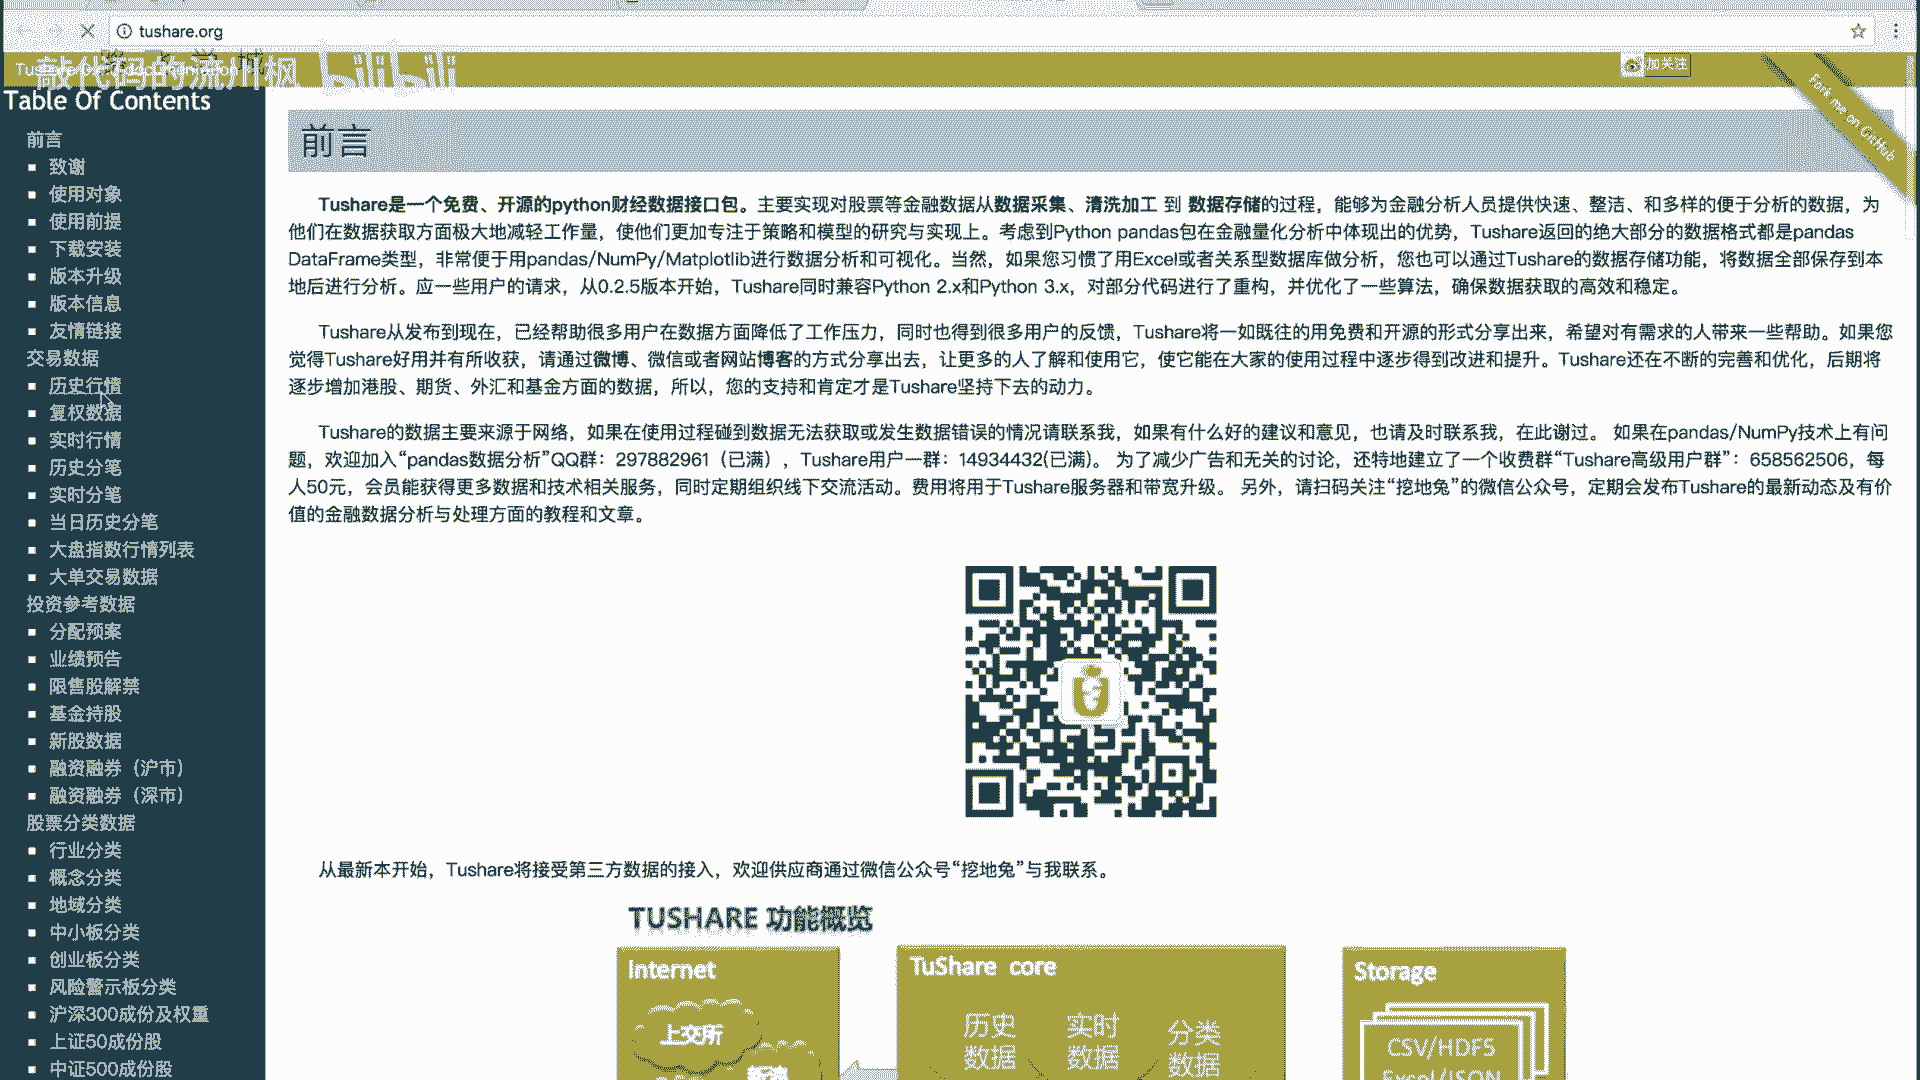 tushare.org
敲代码的流川枫 bilibili
加关注
Fork me on GitHub
Table Of Contents
前言
致谢
使用对象
使用前提
下载安装
版本升级
版本信息
友情链接
交易数据
历史行情
复权数据
实时行情
历史分笔
实时分笔
当日历史分笔
大盘指数行情列表
大单交易数据
投资参考数据
分配预案
业绩预告
限售股解禁
基金持股
新股数据
融资融券（沪市）
融资融券（深市）
股票分类数据
行业分类
概念分类
地域分类
中小板分类
创业板分类
风险警示板分类
沪深300成份及权重
上证50成份股
中证500成份股
前言
Tushare是一个免费、开源的python财经数据接口包。主要实现对股票等金融数据从数据采集、清洗加工 到 数据存储的过程，能够为金融分析人员提供快速、整洁、和多样的便于分析的数据，为
他们在数据获取方面极大地减轻工作量，使他们更加专注于策略和模型的研究与实现上。考虑到Python pandas包在金融量化分析中体现出的优势，Tushare返回的绝大部分的数据格式都是pandas
DataFrame类型，非常便于用pandas/NumPy/Matplotlib进行数据分析和可视化。当然，如果您习惯了用Excel或者关系型数据库做分析，您也可以通过Tushare的数据存储功能，将数据全部保存到本
地后进行分析。应一些用户的请求，从0.2.5版本开始，Tushare同时兼容Python 2.x和Python 3.x，对部分代码进行了重构，并优化了一些算法，确保数据获取的高效和稳定。
Tushare从发布到现在，已经帮助很多用户在数据方面降低了工作压力，同时也得到很多用户的反馈，Tushare将一如既往的用免费和开源的形式分享出来，希望对有需求的人带来一些帮助。如果您
觉得Tushare好用并有所收获，请通过微博、微信或者网站博客的方式分享出去，让更多的人了解和使用它，使它能在大家的使用过程中逐步得到改进和提升。Tushare还在不断的完善和优化，后期将
逐步增加港股、期货、外汇和基金方面的数据，所以，您的支持和肯定才是Tushare坚持下去的动力。
Tushare的数据主要来源于网络，如果在使用过程碰到数据无法获取或发生数据错误的情况请联系我，如果有什么好的建议和意见，也请及时联系我，在此谢过。 如果在pandas/NumPy技术上有问
题，欢迎加入“pandas数据分析”QQ群：297882961（已满），Tushare用户一群：14934432(已满)。 为了减少广告和无关的讨论，还特地建立了一个收费群“Tushare高级用户群”：658562506，每
人50元，会员能获得更多数据和技术相关服务，同时定期组织线下交流活动。费用将用于Tushare服务器和带宽升级。 另外，请扫码关注“挖地兔”的微信公众号，定期会发布Tushare的最新动态及有价
值的金融数据分析与处理方面的教程和文章。
从最新本开始，Tushare将接受第三方数据的接入，欢迎供应商通过微信公众号“挖地兔”与我联系。
TUSHARE 功能概览
Internet
上交所
TuShare core
历史
数据
实时
数据
分类
数据
Storage
CSV/HDF5
Excel/JSON